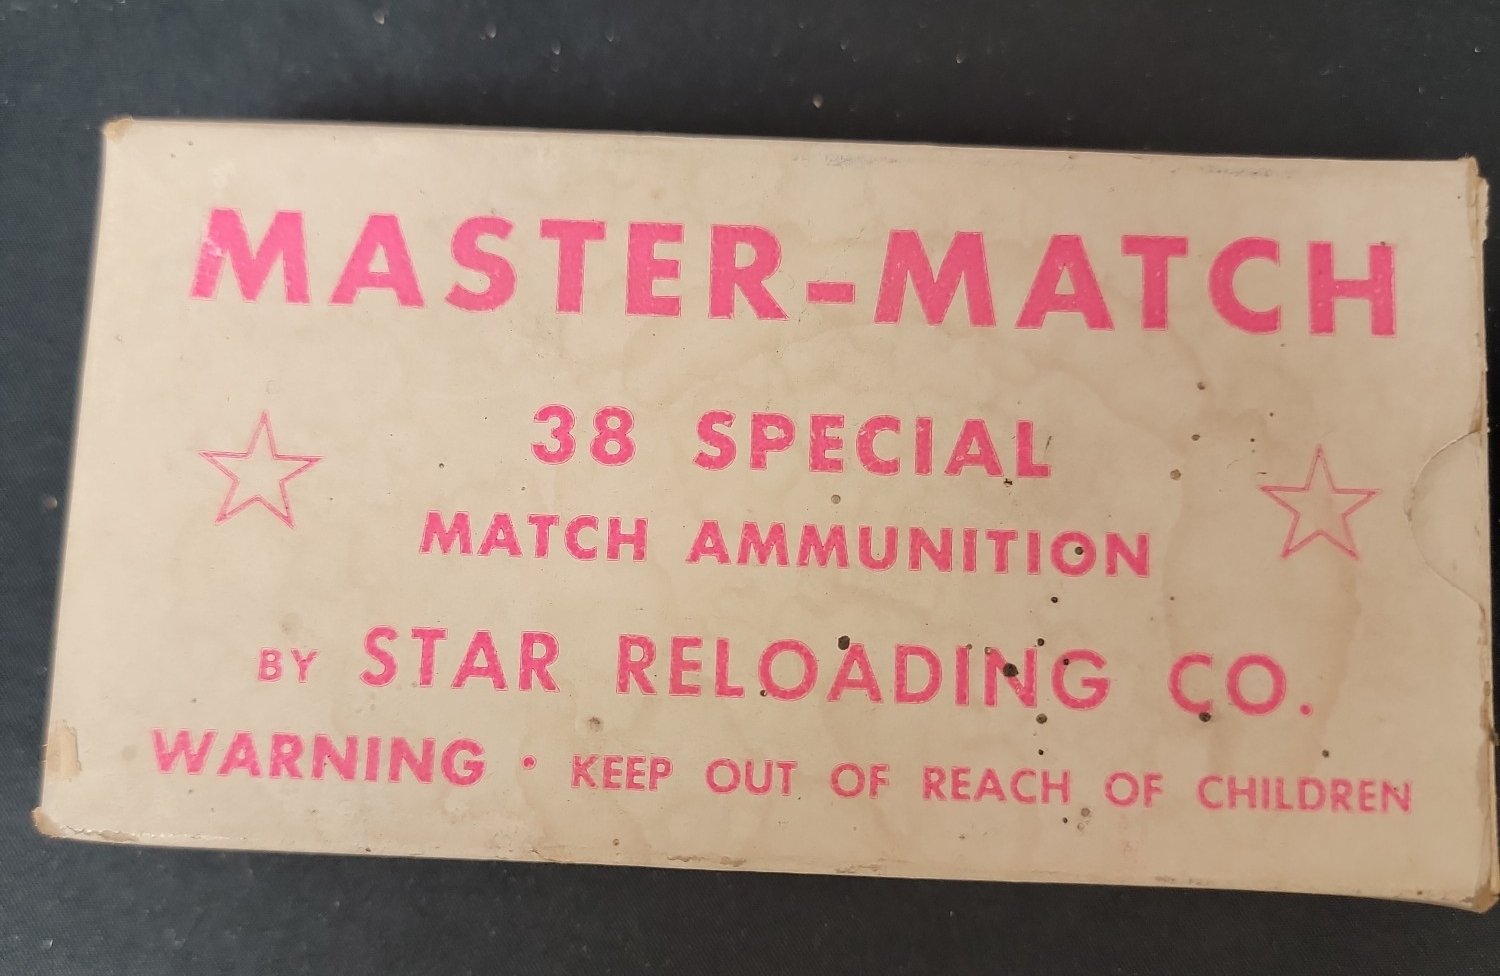 MASTER-MATCH
38 SPECIAL
MATCH AMMUNITION
BY STAR RELOADING CO.
WARNING • KEEP OUT OF REACH OF CHILDREN